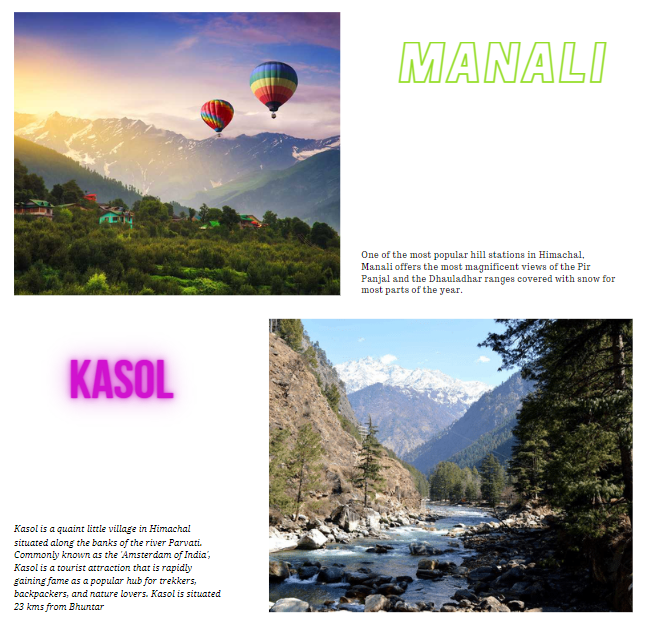 MANALI
One of the most popular hill stations in Himachal,
Manali offers the most magnificent views of the Pir
Panjal and the Dhauladhar ranges covered with snow for
most parts of the year.
KASOL
Kasol is a quaint little village in Himachal
situated along the banks of the river Parvati.
Commonly known as the 'Amsterdam of India',
Kasol is a tourist attraction that is rapidly
gaining fame as a popular hub for trekkers,
backpackers, and nature lovers. Kasol is situated
23 kms from Bhuntar